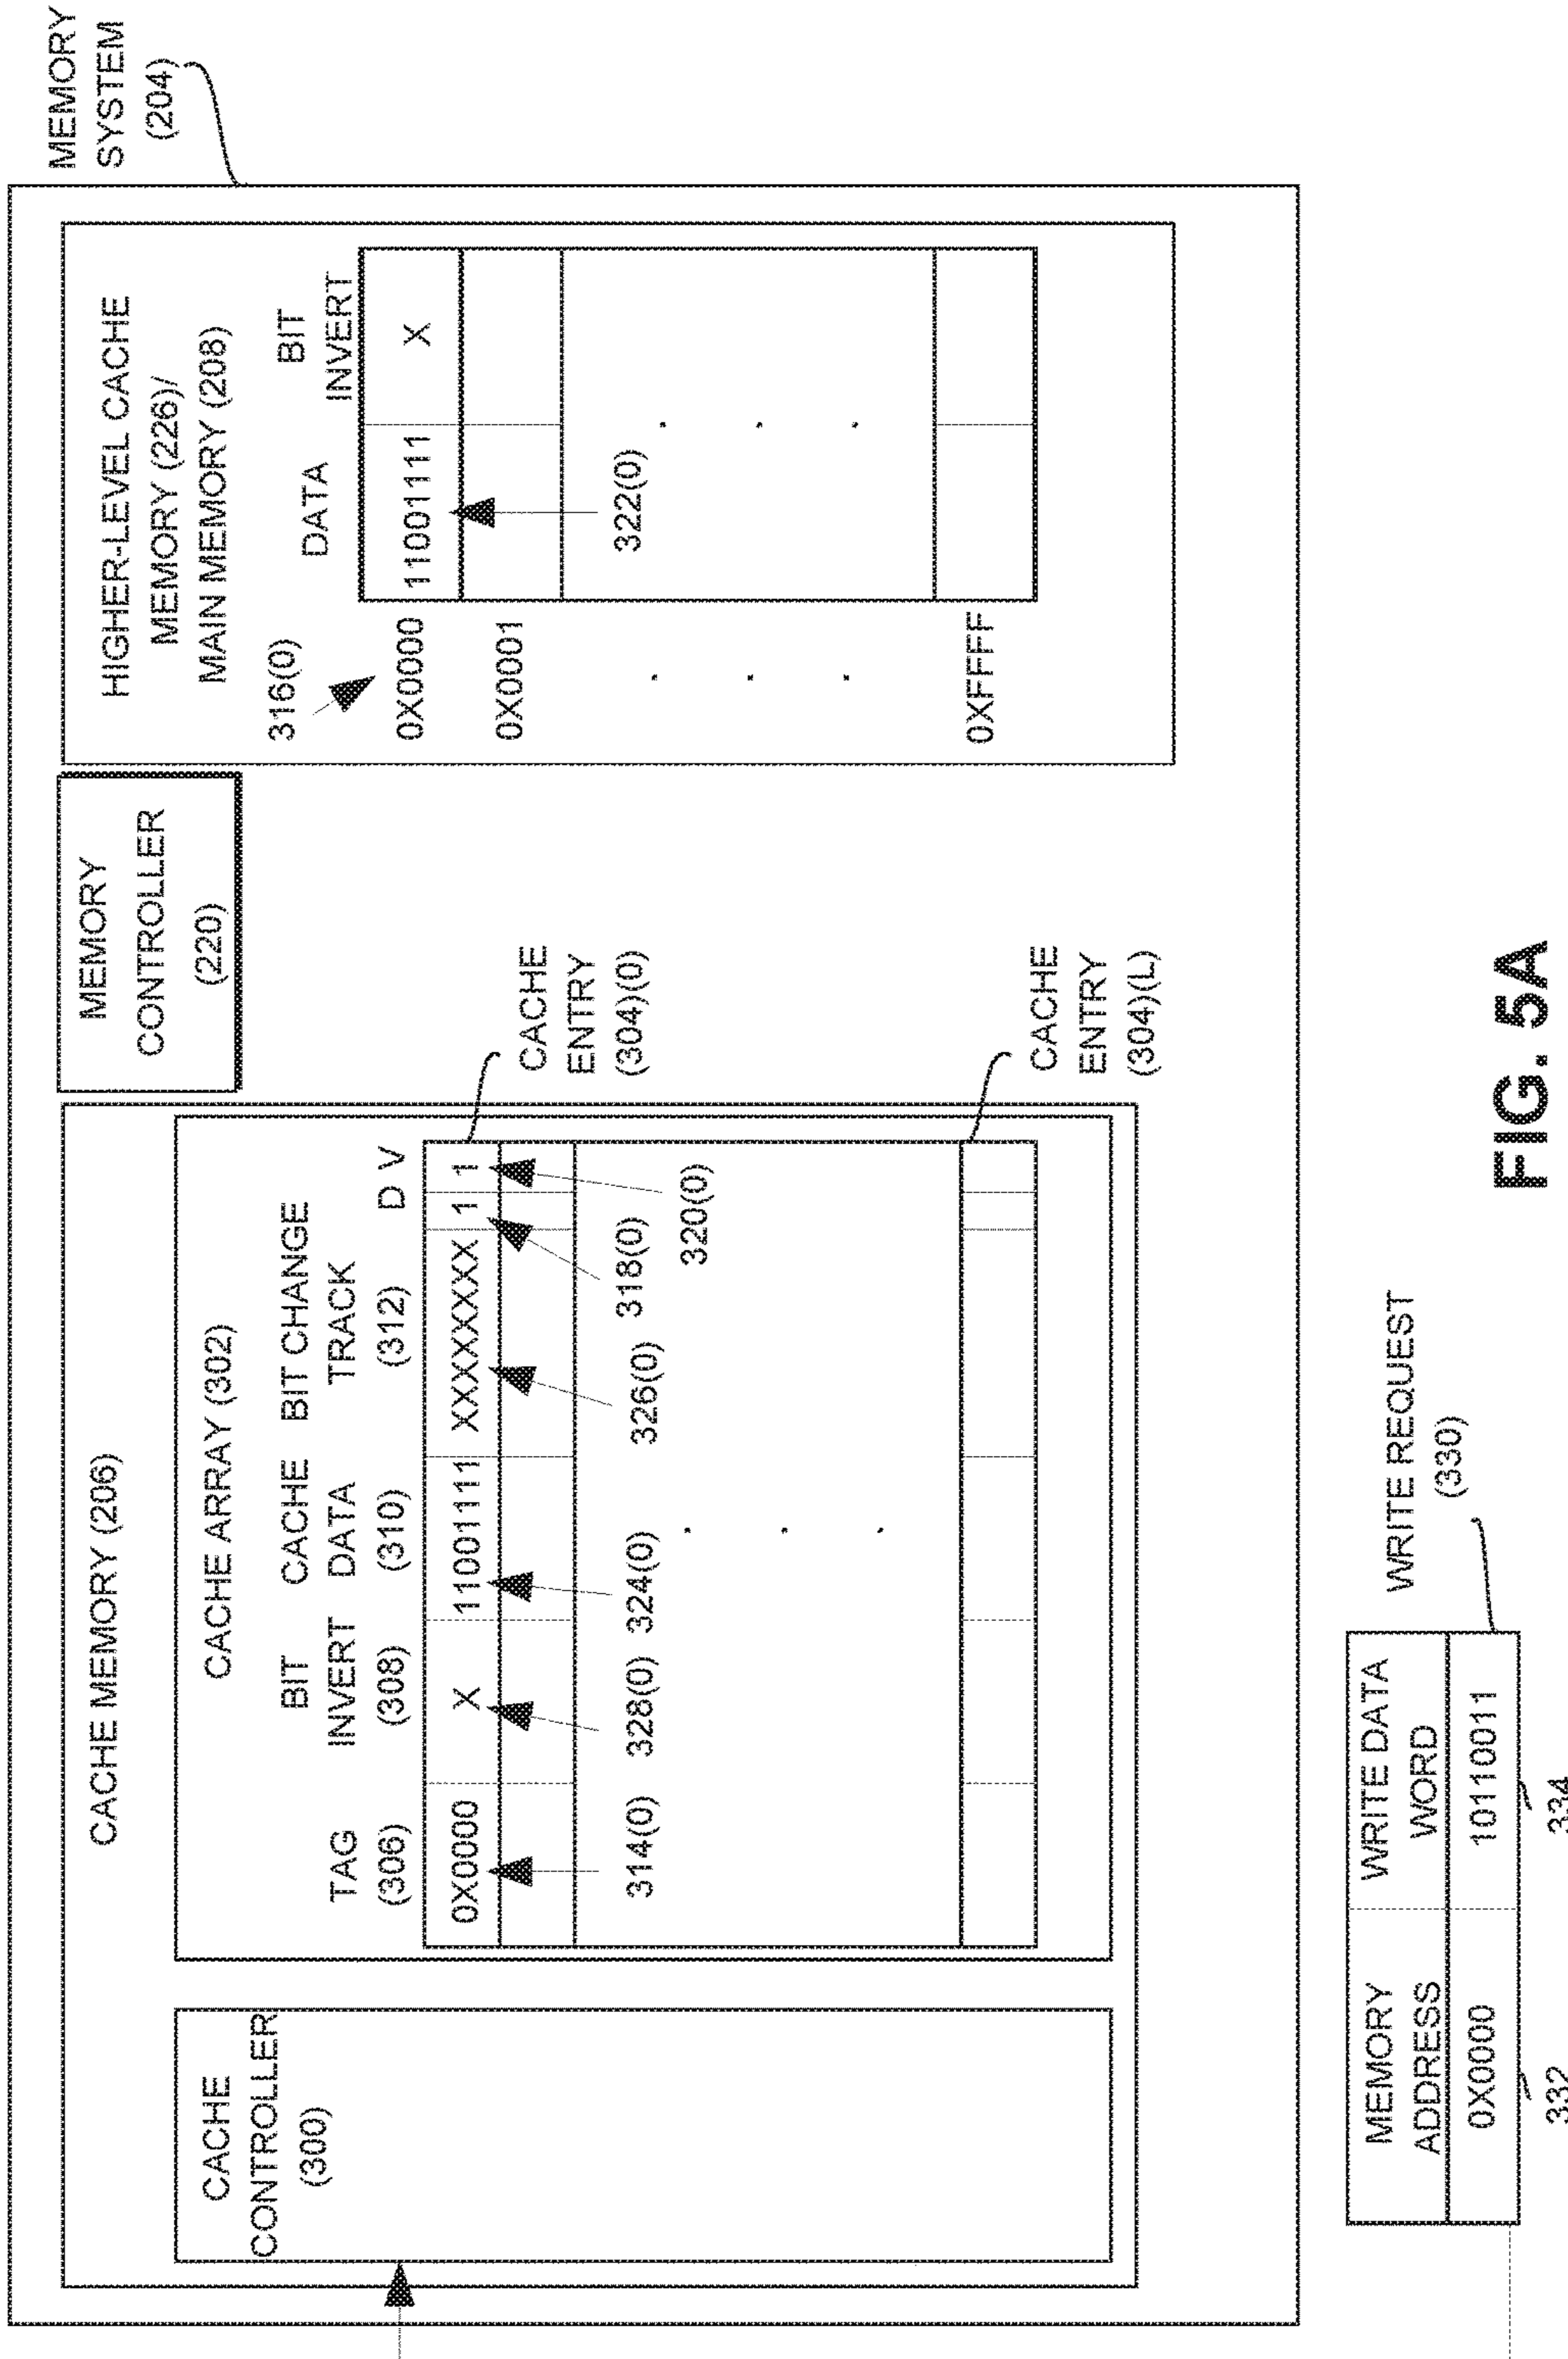 MEMORY
SYSTEM
(204)
CACHE MEMORY (206)
CACHE
CONTROLLER
(300)
CACHE ARRAY (302)
TAG
(306)
BIT
INVERT
(308)
CACHE
DATA
(310)
BIT CHANGE
TRACK
(312)
D V
0X0000 X 11001111 XXXXXXXX 1 1
314(0) 328(0) 324(0) 326(0) 318(0)
320(0)
. . .
CACHE
ENTRY
(304)(0)
CACHE
ENTRY
(304)(L)
MEMORY
CONTROLLER
(220)
HIGHER-LEVEL CACHE
MEMORY (226)/
MAIN MEMORY (208)
316(0)
DATA
BIT
INVERT
0X0000 11001111 X
0X0001
322(0)
. . .
. . .
0XFFFF
MEMORY
ADDRESS
WRITE DATA
WORD
0X0000 10110011
332 334
WRITE REQUEST
(330)
FIG. 5A